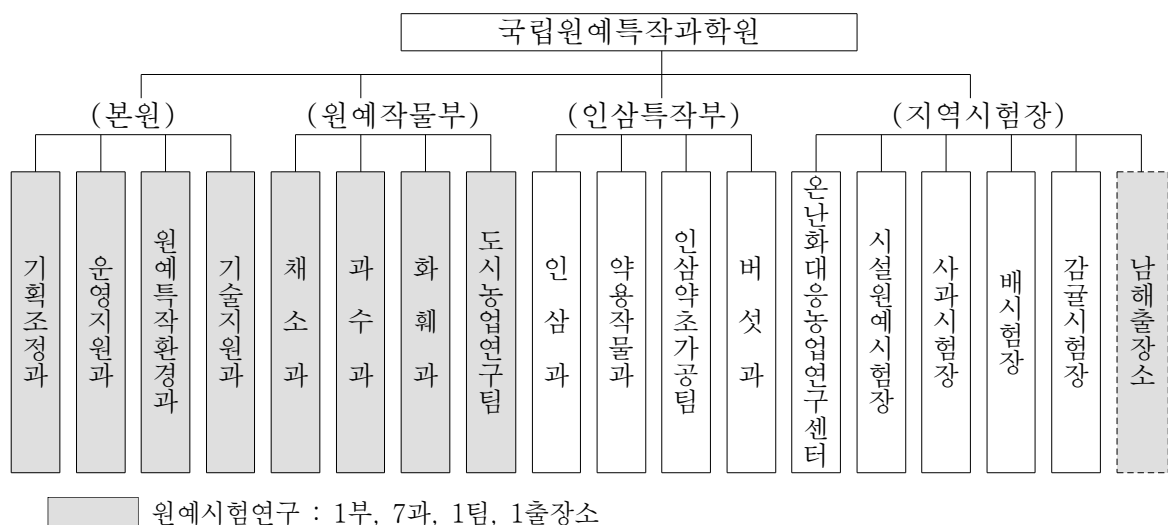 국립원예특작과학원
(본원)
(원예작물부)
(인삼특작부)
(지역시험장)
기획조정과
운영지원과
원예특작환경과
기술지원과
채소과
과수과
화훼과
도시농업연구팀
인삼과
약용작물과
인삼약초가공팀
버섯과
온난화대응농업연구센터
시설원예시험장
사과시험장
배시험장
감귤시험장
남해출장소
원예시험연구 : 1부, 7과, 1팀, 1출장소